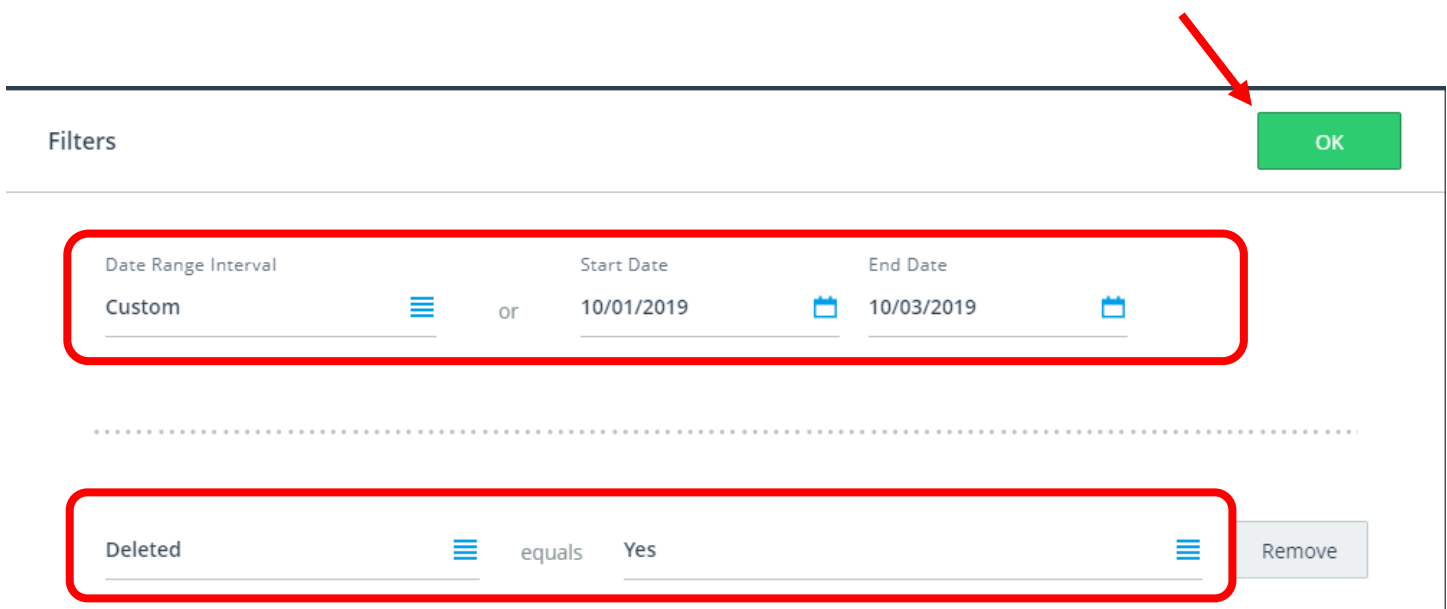 Filters OK
Date Range Interval Start Date End Date
Custom or 10/01/2019 10/03/2019
Deleted equals Yes Remove